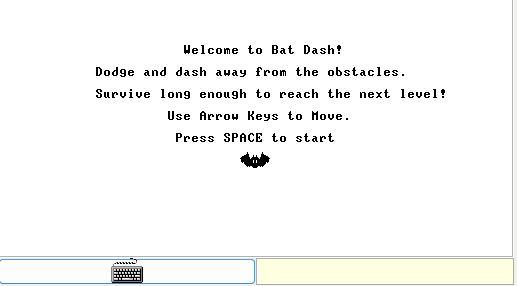 Welcome to Bat Dash!
Dodge and dash away from the obstacles.
Survive long enough to reach the next level!
Use Arrow Keys to Move.
Press SPACE to start